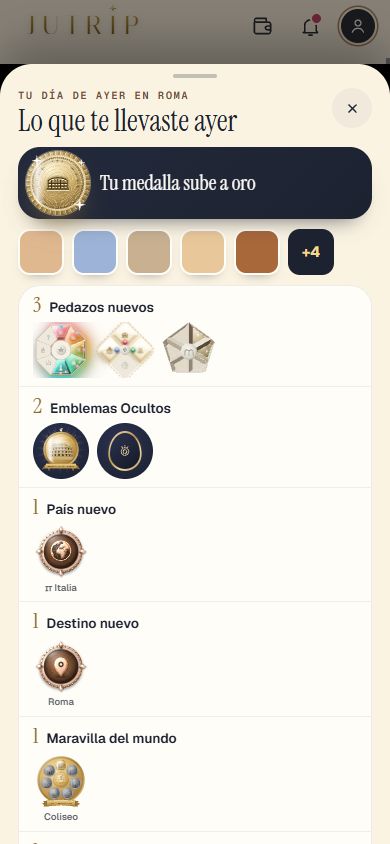 JUTRIP
TU DÍA DE AYER EN ROMA
Lo que te llevaste ayer
×
Tu medalla sube a oro
+4
3 Pedazos nuevos
m
2 Emblemas Ocultos
1 País nuevo
IT Italia
1 Destino nuevo
Roma
1 Maravilla del mundo
Coliseo